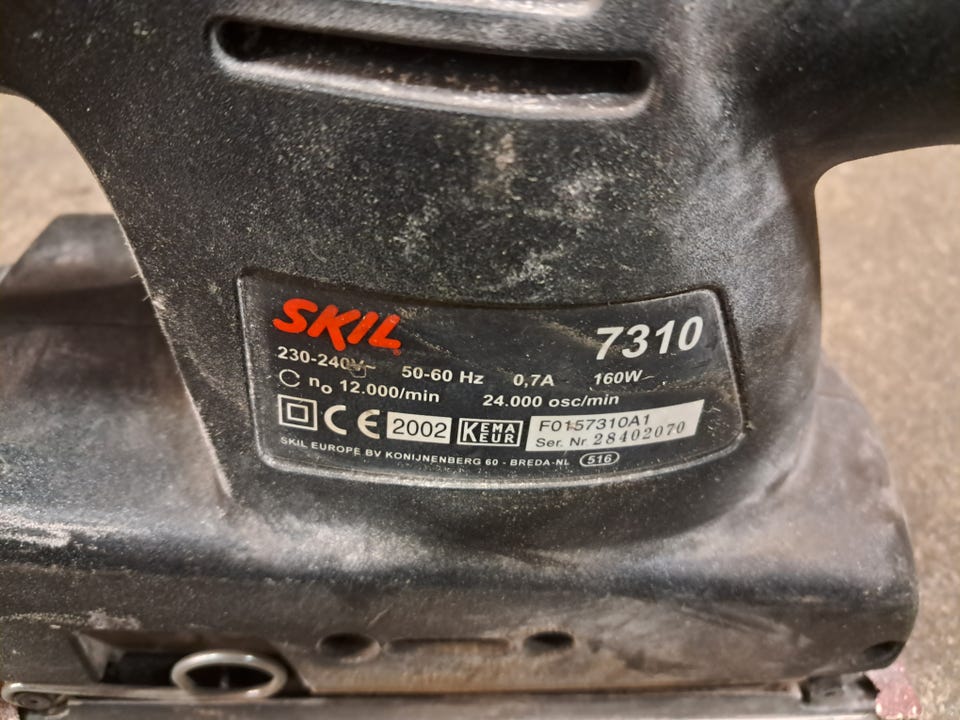 SKIL
7310
230-240V~ 50-60 Hz 0,7A 160W
n₀ 12.000/min 24.000 osc/min
CE 2002 KEMA KEUR F0157310A1
Ser. Nr 28402070
SKIL EUROPE BV KONIJNENBERG 60 - BREDA-NL 516